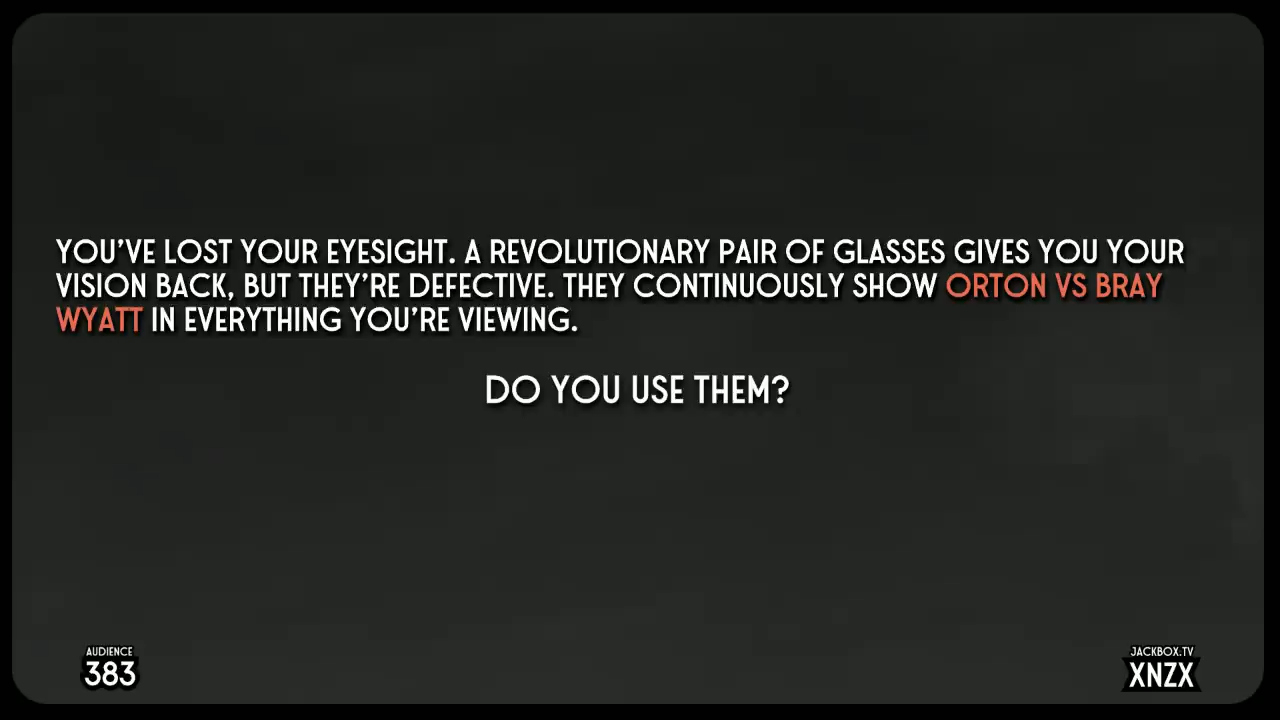 YOU'VE LOST YOUR EYESIGHT. A REVOLUTIONARY PAIR OF GLASSES GIVES YOU YOUR
VISION BACK, BUT THEY'RE DEFECTIVE. THEY CONTINUOUSLY SHOW ORTON VS BRAY
WYATT IN EVERYTHING YOU'RE VIEWING.
DO YOU USE THEM?
AUDIENCE
383
JACKBOX.TV
XNZX